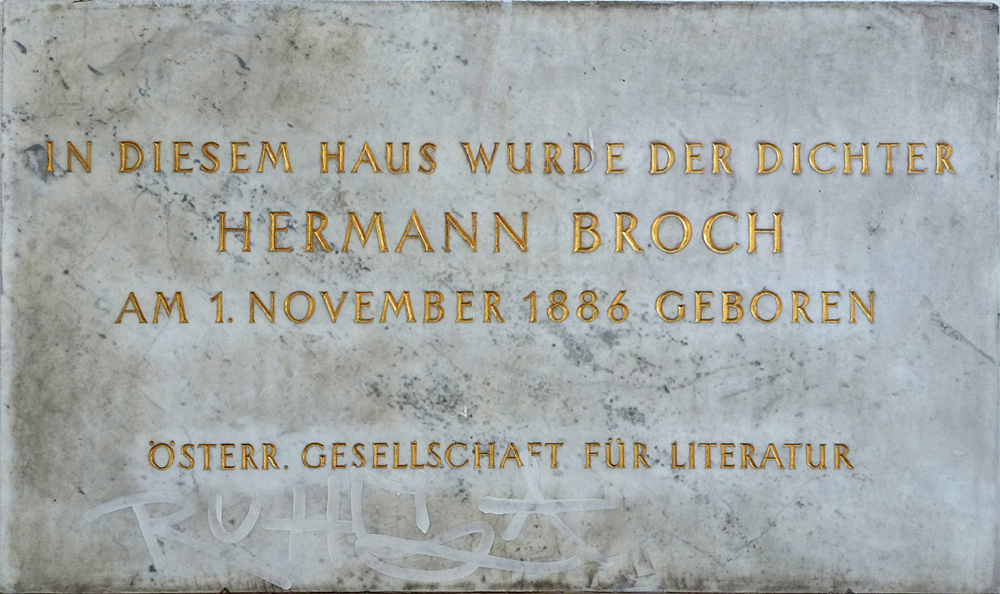 IN DIESEM HAUS WURDE DER DICHTER
HERMANN BROCH
AM 1. NOVEMBER 1886 GEBOREN
ÖSTERR. GESELLSCHAFT FÜR LITERATUR